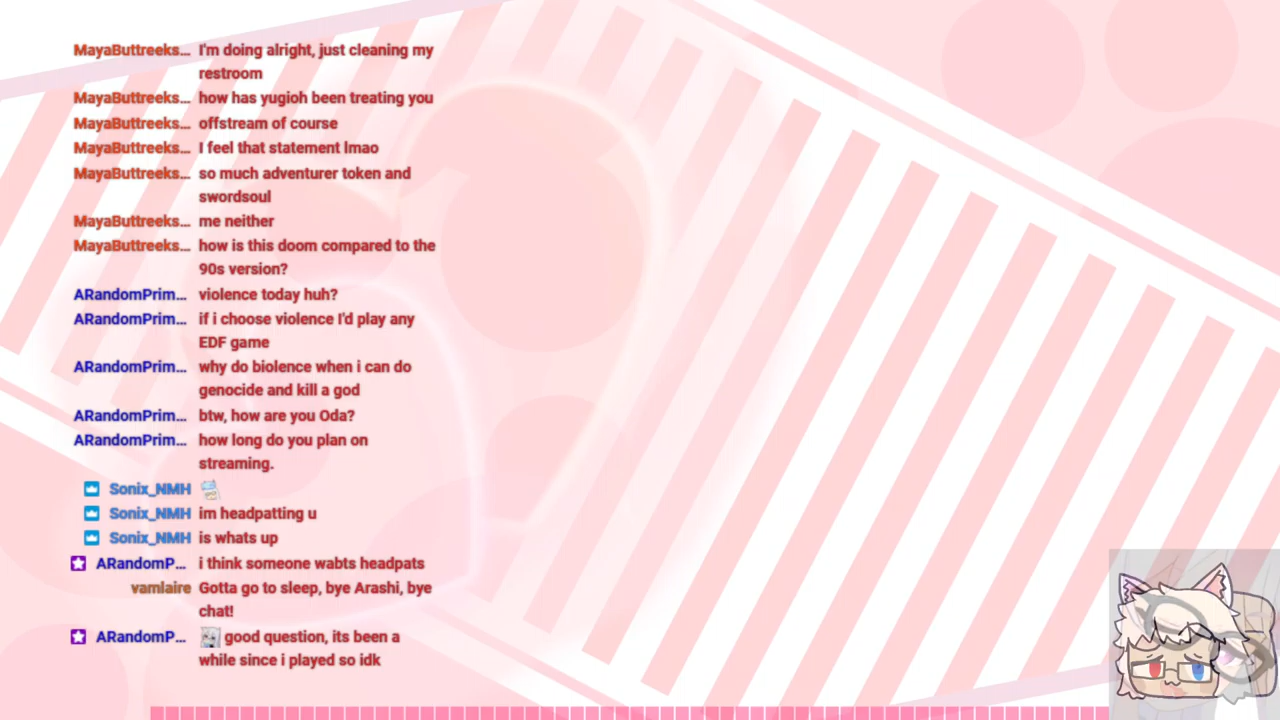 MayaButtreeks... I'm doing alright, just cleaning my
restroom
MayaButtreeks... how has yugioh been treating you
MayaButtreeks... offstream of course
MayaButtreeks... I feel that statement lmao
MayaButtreeks... so much adventurer token and
swordsoul
MayaButtreeks... me neither
MayaButtreeks... how is this doom compared to the
90s version?
ARandomPrim... violence today huh?
ARandomPrim... if i choose violence I'd play any
EDF game
ARandomPrim... why do biolence when i can do
genocide and kill a god
ARandomPrim... btw, how are you Oda?
ARandomPrim... how long do you plan on
streaming.
Sonix_NMH
Sonix_NMH im headpatting u
Sonix_NMH is whats up
ARandomP... i think someone wabts headpats
vamlaire Gotta go to sleep, bye Arashi, bye
chat!
ARandomP... good question, its been a
while since i played so idk